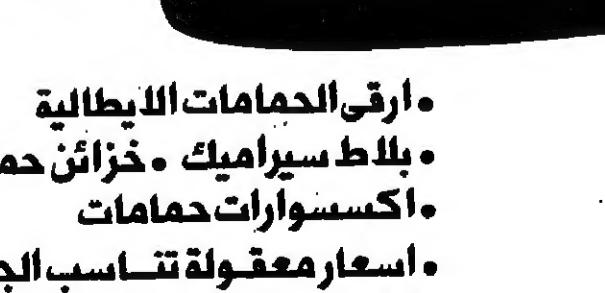 • ارقى الحمامات الايطالية
• بلاط سيراميك • خزائن
• اكسسوارات حمامات
• اسعار معقولة تناسب